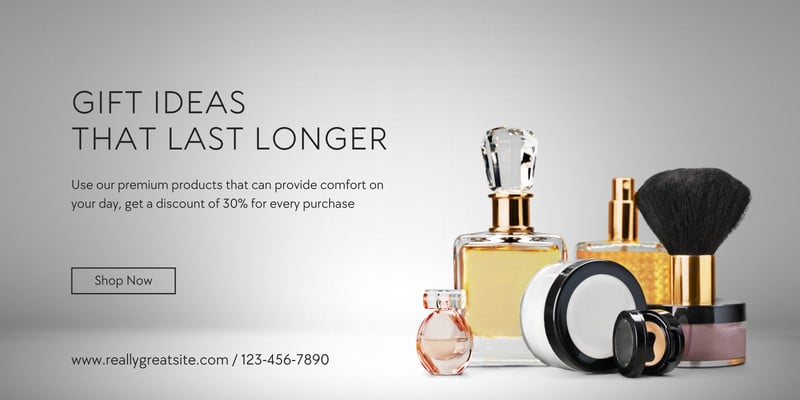 GIFT IDEAS
THAT LAST LONGER
Use our premium products that can provide comfort on
your day, get a discount of 30% for every purchase
Shop Now
www.reallygreatsite.com / 123-456-7890